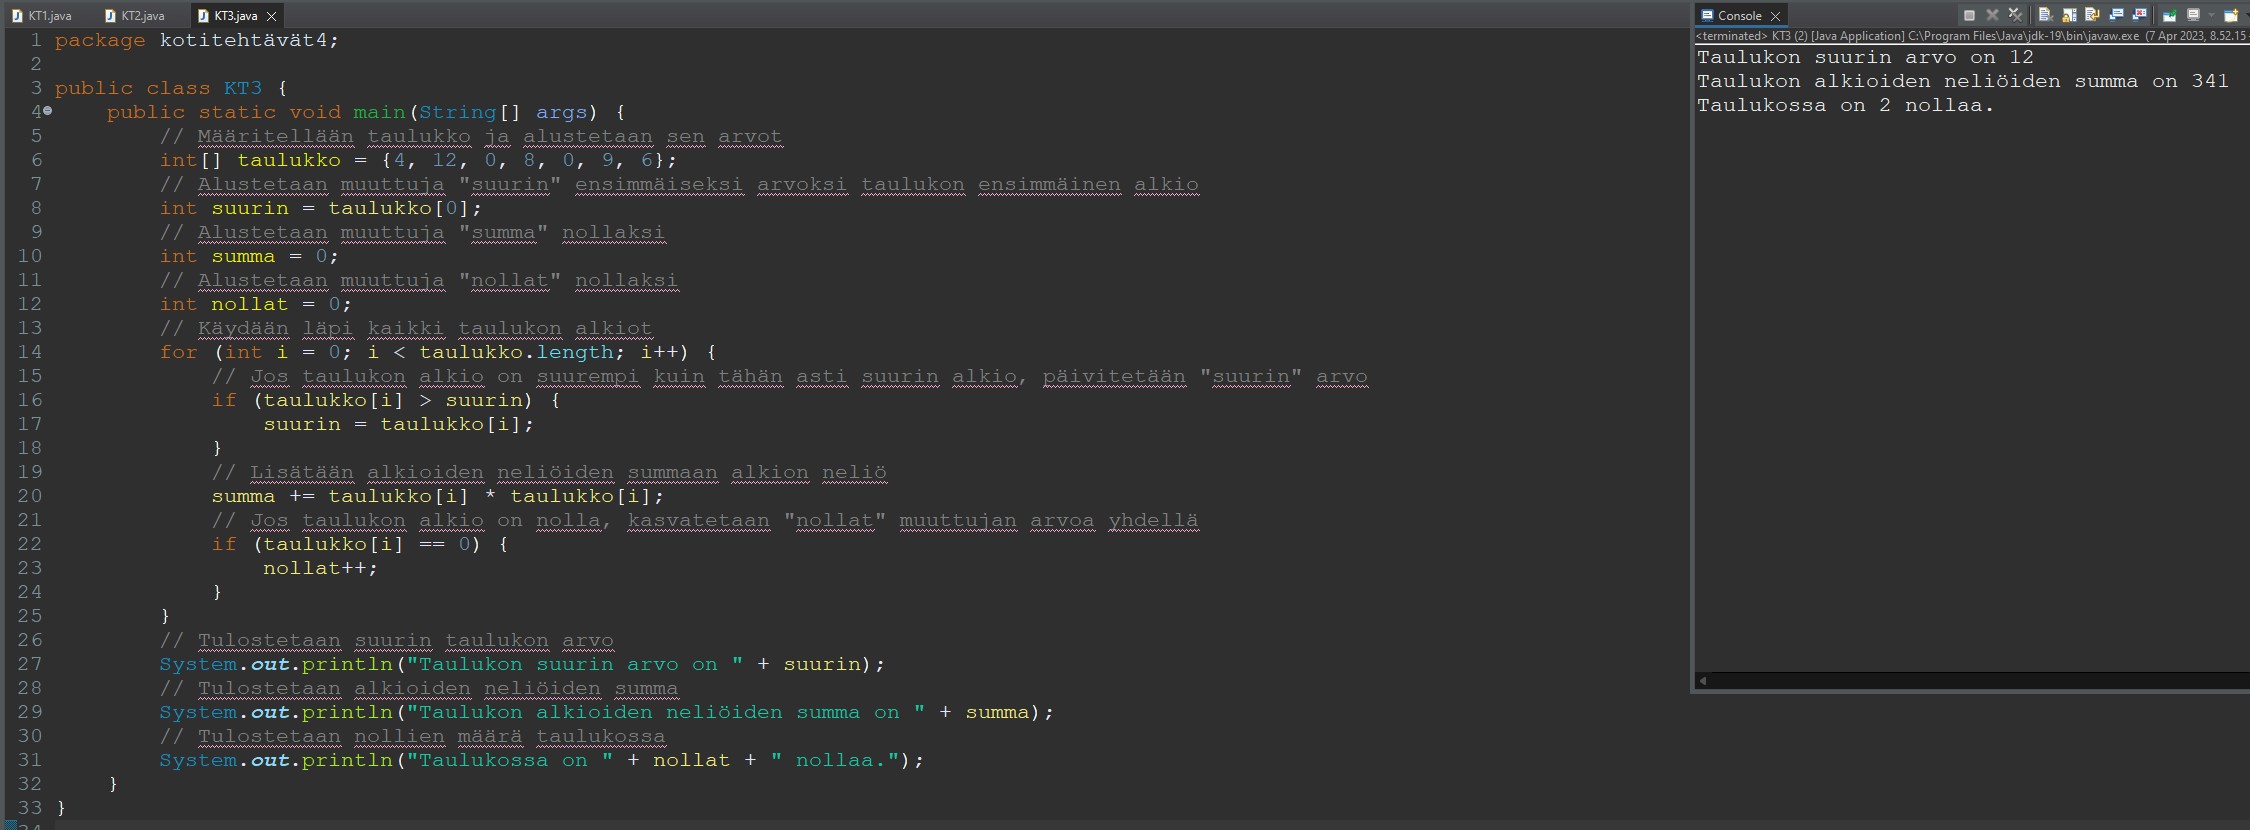 KT1.java KT2.java KT3.java
1 package kotitehtävät4;
2
3 public class KT3 {
4 public static void main(String[] args) {
5 // Määritellään taulukko ja alustetaan sen arvot
6 int[] taulukko = {4, 12, 0, 8, 0, 9, 6};
7 // Alustetaan muuttuja "suurin" ensimmäiseksi arvoksi taulukon ensimmäinen alkio
8 int suurin = taulukko[0];
9 // Alustetaan muuttuja "summa" nollaksi
10 int summa = 0;
11 // Alustetaan muuttuja "nollat" nollaksi
12 int nollat = 0;
13 // Käydään läpi kaikki taulukon alkiot
14 for (int i = 0; i < taulukko.length; i++) {
15 // Jos taulukon alkio on suurempi kuin tähän asti suurin alkio, päivitetään "suurin" arvo
16 if (taulukko[i] > suurin) {
17 suurin = taulukko[i];
18 }
19 // Lisätään alkioiden neliöiden summaan alkion neliö
20 summa += taulukko[i] * taulukko[i];
21 // Jos taulukon alkio on nolla, kasvatetaan "nollat" muuttujan arvoa yhdellä
22 if (taulukko[i] == 0) {
23 nollat++;
24 }
25 }
26 // Tulostetaan suurin taulukon arvo
27 System.out.println("Taulukon suurin arvo on " + suurin);
28 // Tulostetaan alkioiden neliöiden summa
29 System.out.println("Taulukon alkioiden neliöiden summa on " + summa);
30 // Tulostetaan nollien määrä taulukossa
31 System.out.println("Taulukossa on " + nollat + " nollaa.");
32 }
33 }
34
Console
<terminated> KT3 (2) [Java Application] C:\Program Files\Java\jdk-19\bin\javaw.exe (7 Apr 2023, 8.52.15
Taulukon suurin arvo on 12
Taulukon alkioiden neliöiden summa on 341
Taulukossa on 2 nollaa.